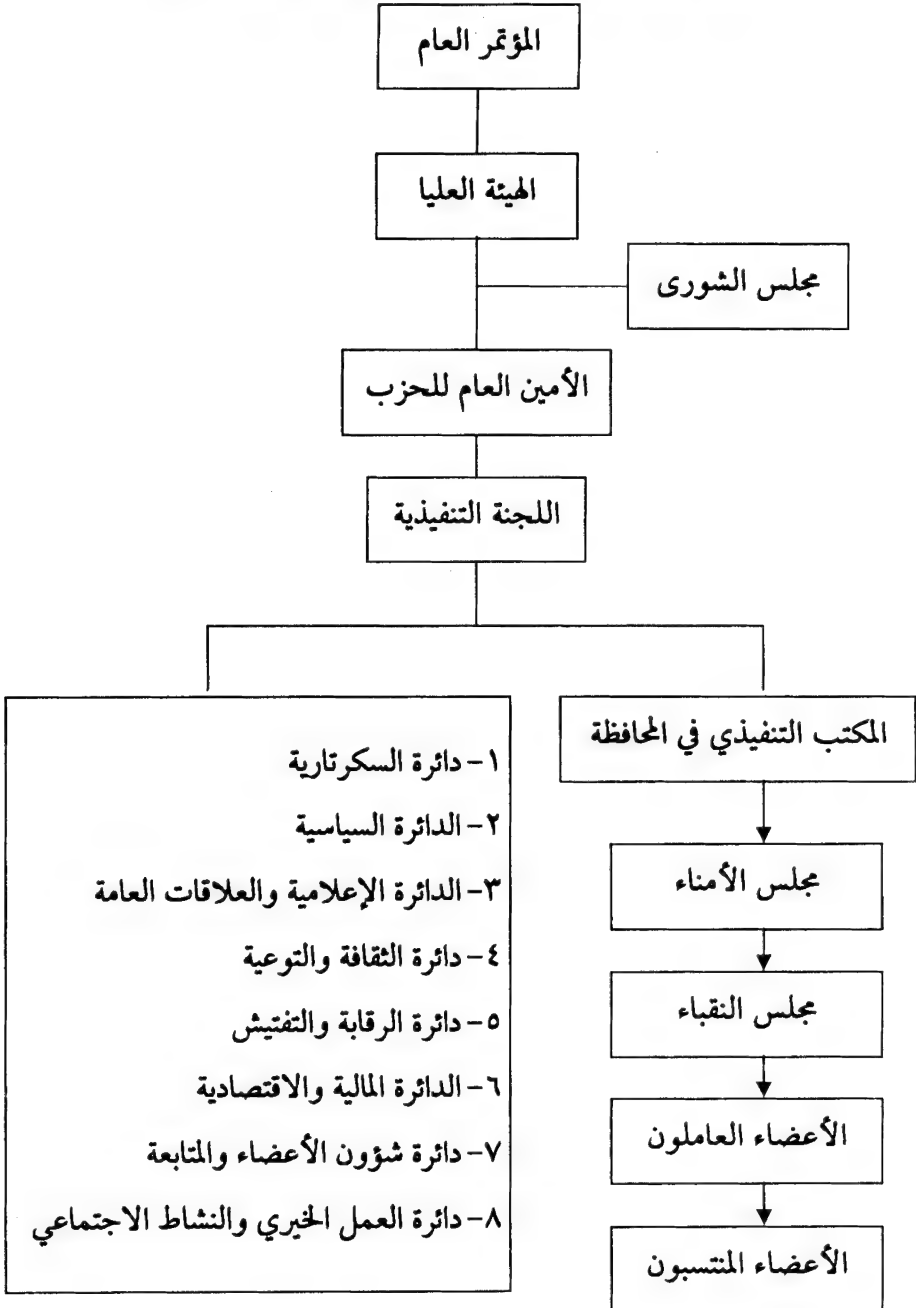 المؤتمر العام
الهيئة العليا
مجلس الشورى
الأمين العام للحزب
اللجنة التنفيذية
المكتب التنفيذي في المحافظة
مجلس الأمناء
مجلس النقباء
الأعضاء العاملون
الأعضاء المنتسبون
١- دائرة السكرتارية
٢- الدائرة السياسية
٣- الدائرة الإعلامية والعلاقات العامة
٤- دائرة الثقافة والتوعية
٥- دائرة الرقابة والتفتيش
٦- الدائرة المالية والاقتصادية
٧- دائرة شؤون الأعضاء والمتابعة
٨- دائرة العمل الخيري والنشاط الاجتماعي